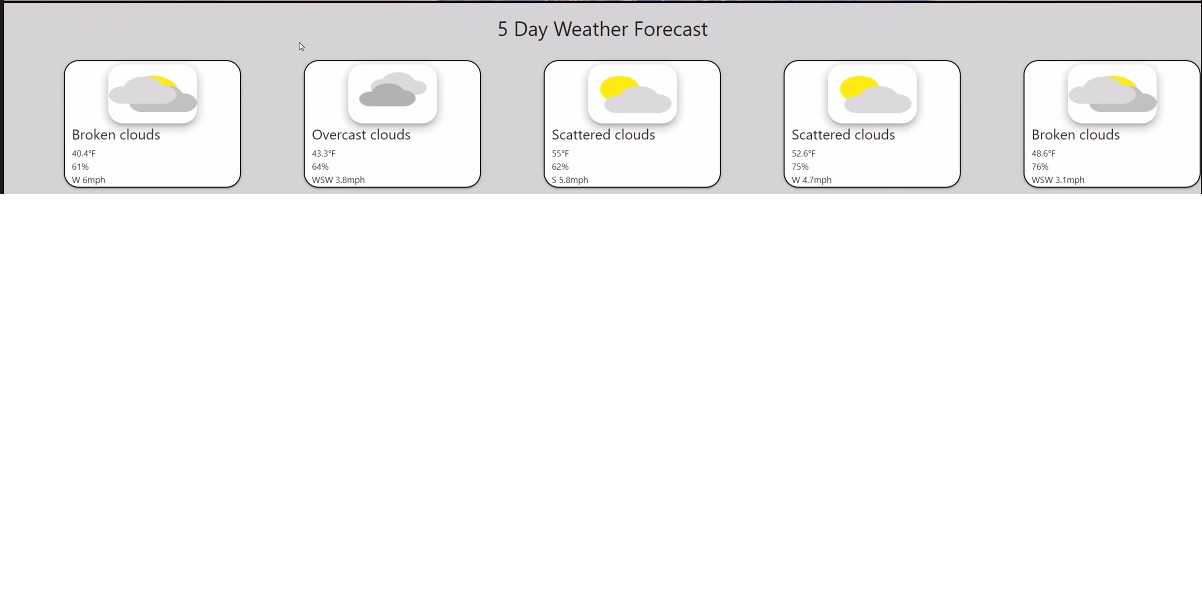 5 Day Weather Forecast
Broken clouds
40.4°F
61%
W 6mph
Overcast clouds
43.3°F
64%
WSW 3.8mph
Scattered clouds
55°F
62%
S 5.8mph
Scattered clouds
52.6°F
75%
W 4.7mph
Broken clouds
48.6°F
76%
WSW 3.1mph